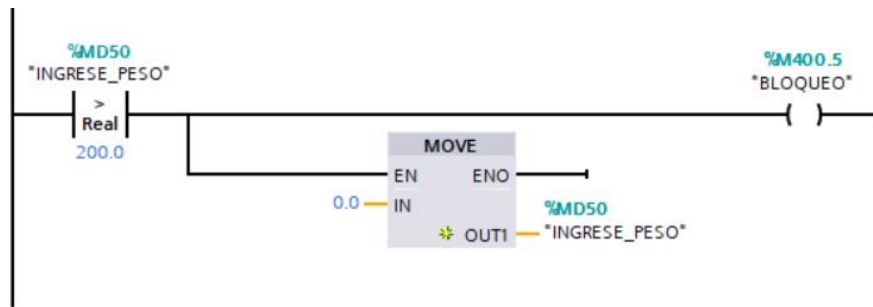 %MD50
"INGRESE_PESO"
>
Real
200.0
%M400.5
"BLOQUEO"
MOVE
EN ENO
0.0 IN
OUT1
%MD50
"INGRESE_PESO"